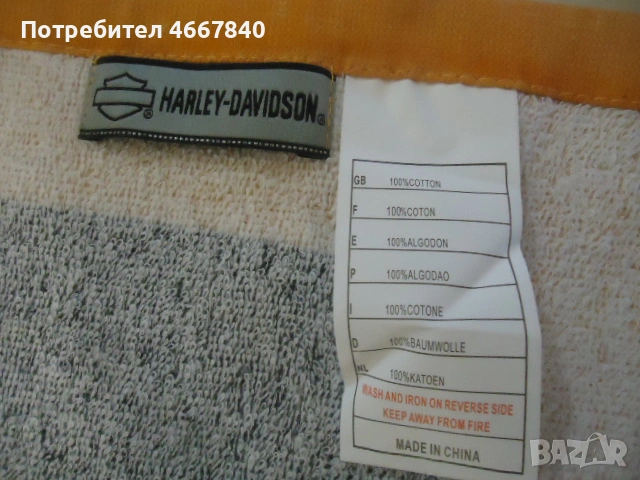 Потребител 4667840
HARLEY-DAVIDSON®
GB 100%COTTON
F 100%COTON
E 100%ALGODON
P 100%ALGODAO
I 100%COTONE
D 100%BAUMWOLLE
NL 100%KATOEN
WASH AND IRON ON REVERSE SIDE
KEEP AWAY FROM FIRE
MADE IN CHINA
BAZAR